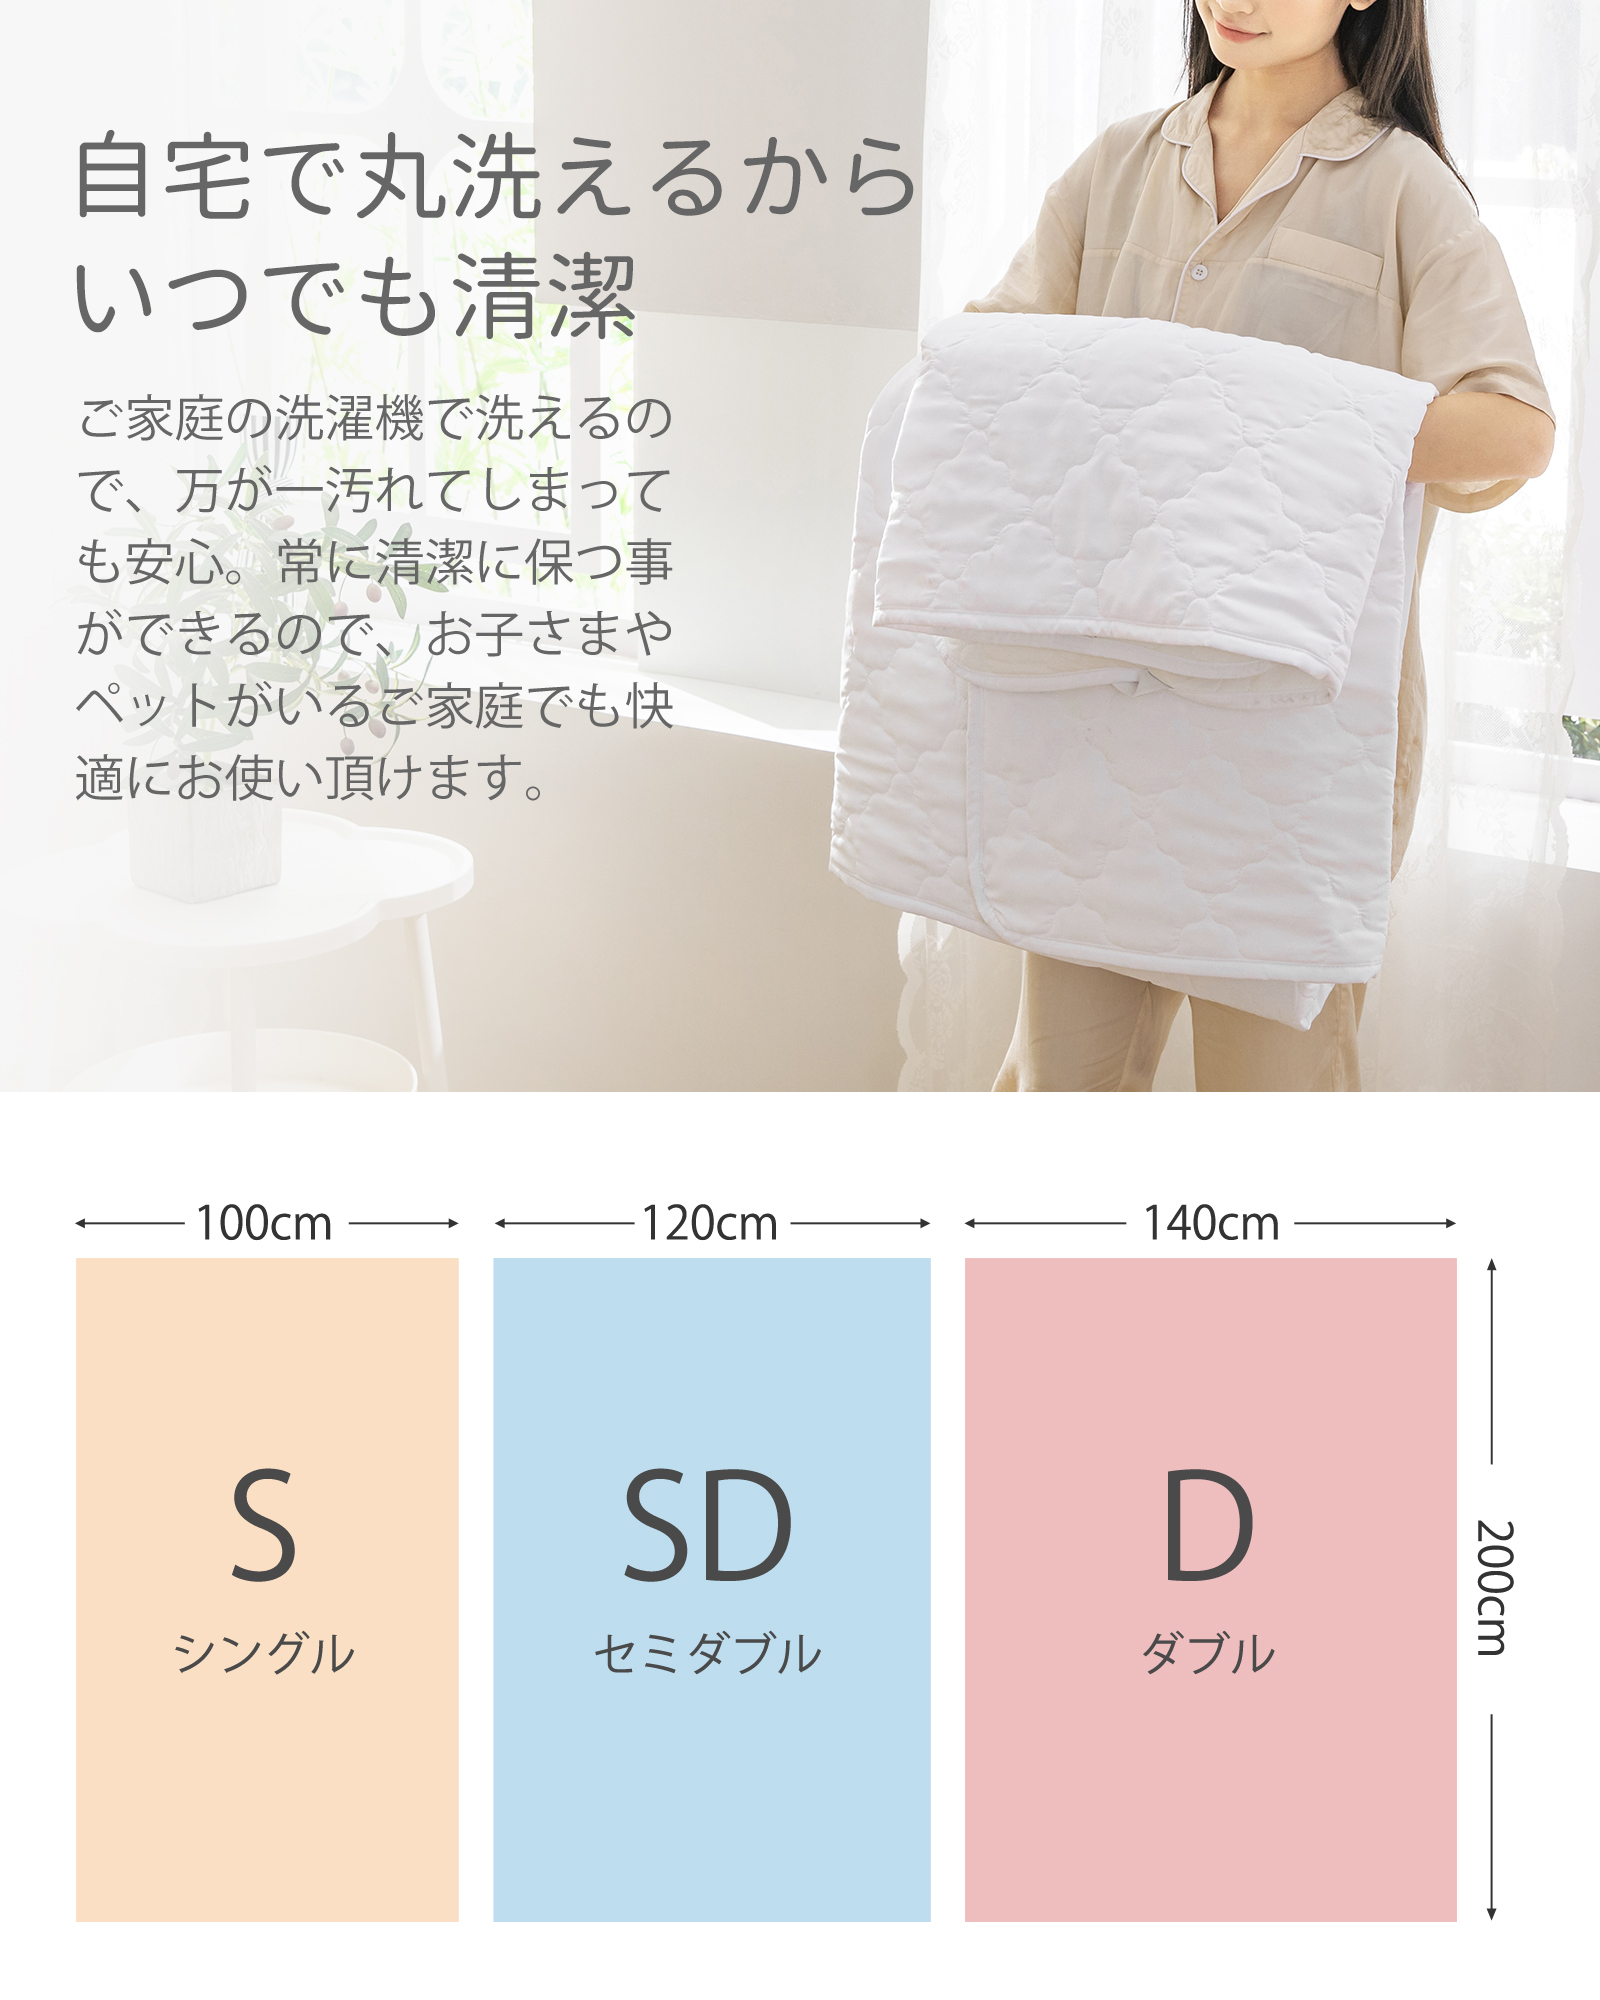 自宅で丸洗えるから
いつでも清潔
ご家庭の洗濯機で洗えるの
で、万が一汚れてしまって
も安心。常に清潔に保つ事
ができるので、お子さまや
ペットがいるご家庭でも快
適にお使い頂けます。
100cm
120cm
140cm
S
シングル
SD
セミダブル
D
ダブル
200cm